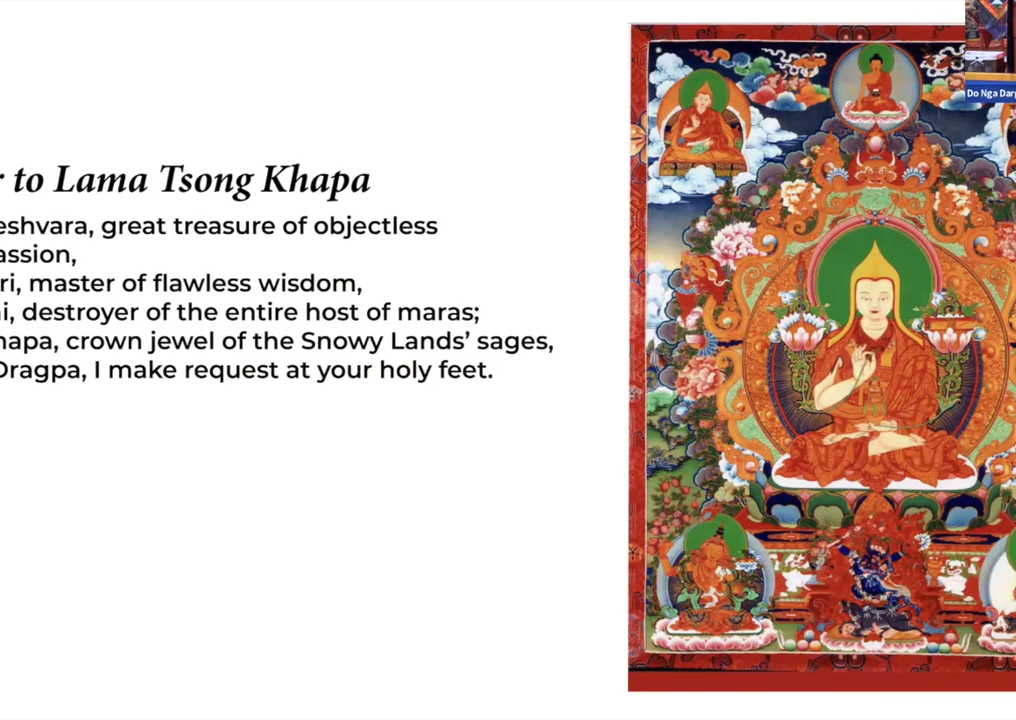 r to Lama Tsong Khapa
eshvara, great treasure of objectless
assion,
ri, master of flawless wisdom,
i, destroyer of the entire host of maras;
hapa, crown jewel of the Snowy Lands' sages,
Dragpa, I make request at your holy feet.
Do Nga Darg